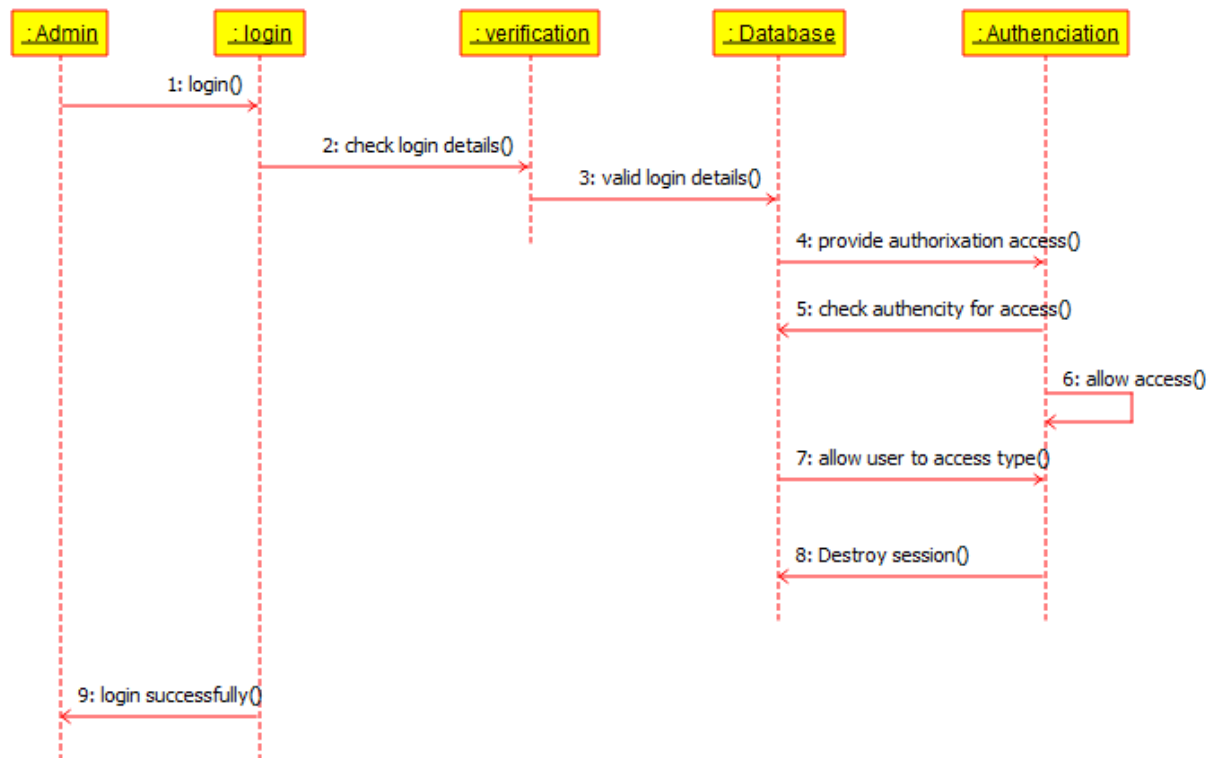 : Admin
: login
: verification
: Database
: Authenciation
1: login()
2: check login details()
3: valid login details()
4: provide authorixation access()
5: check authencity for access()
6: allow access()
7: allow user to access type()
8: Destroy session()
9: login successfully()